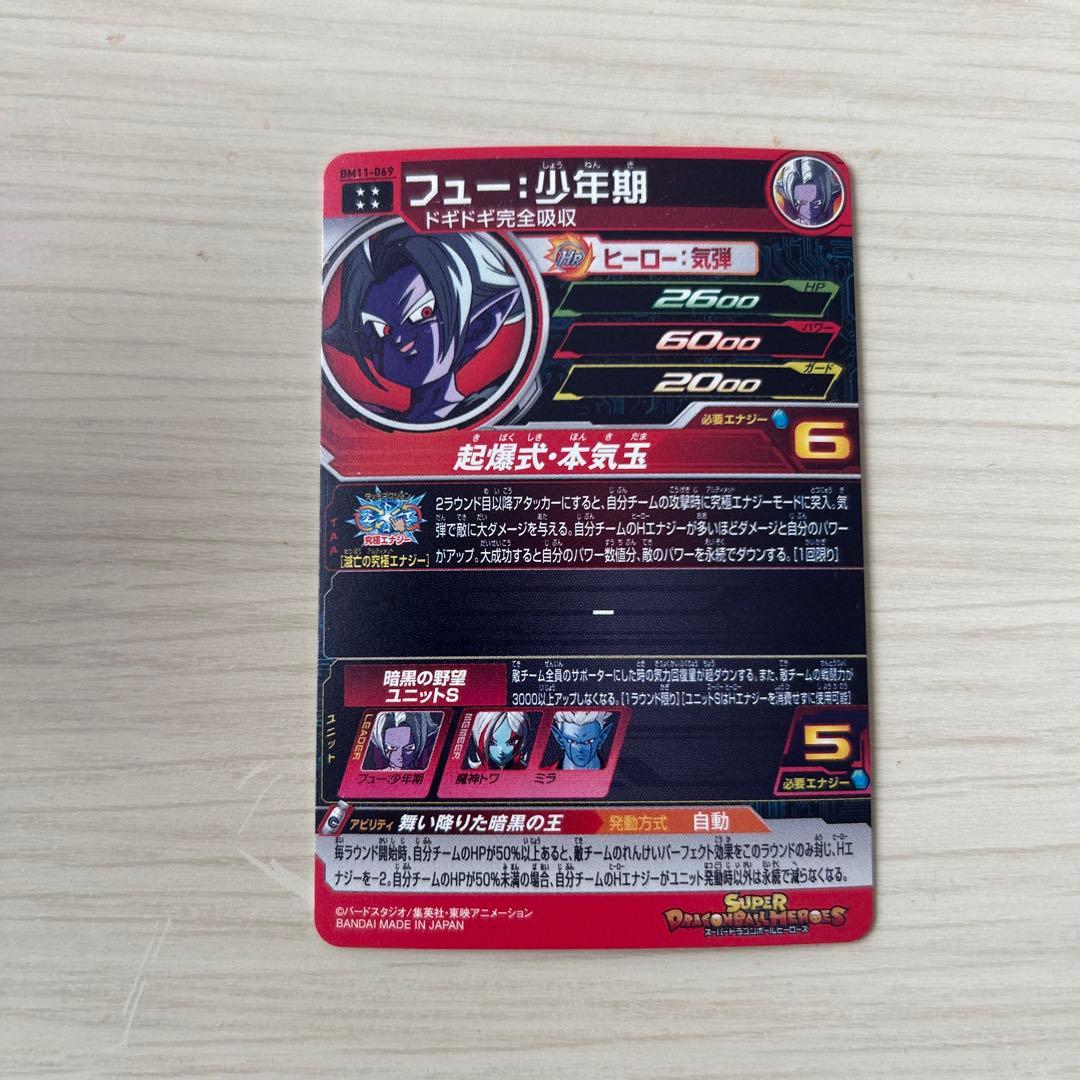 BM11-069
フュー:少年期
ドギドギ完全吸収
HR ヒーロー:気弾
HP
2600
パワー
6000
ガード
2000
必要エナジー
6
起爆式・本気玉
TAA
タッチアクション
究極エナジー
[滅亡の究極エナジー]
2ラウンド目以降アタッカーにすると、自分チームの攻撃時に究極エナジーモードに突入。気
弾で敵に大ダメージを与える。自分チームのHエナジーが多いほどダメージと自分のパワー
がアップ。大成功すると自分のパワー数値分、敵のパワーを永続でダウンする。[1回限り]
ー
ユニット
暗黒の野望
ユニットS
敵チーム全員のサポーターにした時の気力回復量が超ダウンする。また、敵チームの戦闘力が
3000以上アップしなくなる。[1ラウンド限り][ユニットSはHエナジーを消費せずに使用可能]
LEADER
フュー:少年期
MEMBER
魔神トワ
ミラ
5
必要エナジー
アビリティ 舞い降りた暗黒の王 発動方式 自動
毎ラウンド開始時、自分チームのHPが50%以上あると、敵チームのれんけいパーフェクト効果をこのラウンドのみ封じ、Hエ
ナジーを-2。自分チームのHPが50%未満の場合、自分チームのHエナジーがユニット発動時以外は永続で減らなくなる。
©バードスタジオ/集英社・東映アニメーション
BANDAI MADE IN JAPAN
SUPER
DRAGONBALL HEROES
スーパードラゴンボールヒーローズ